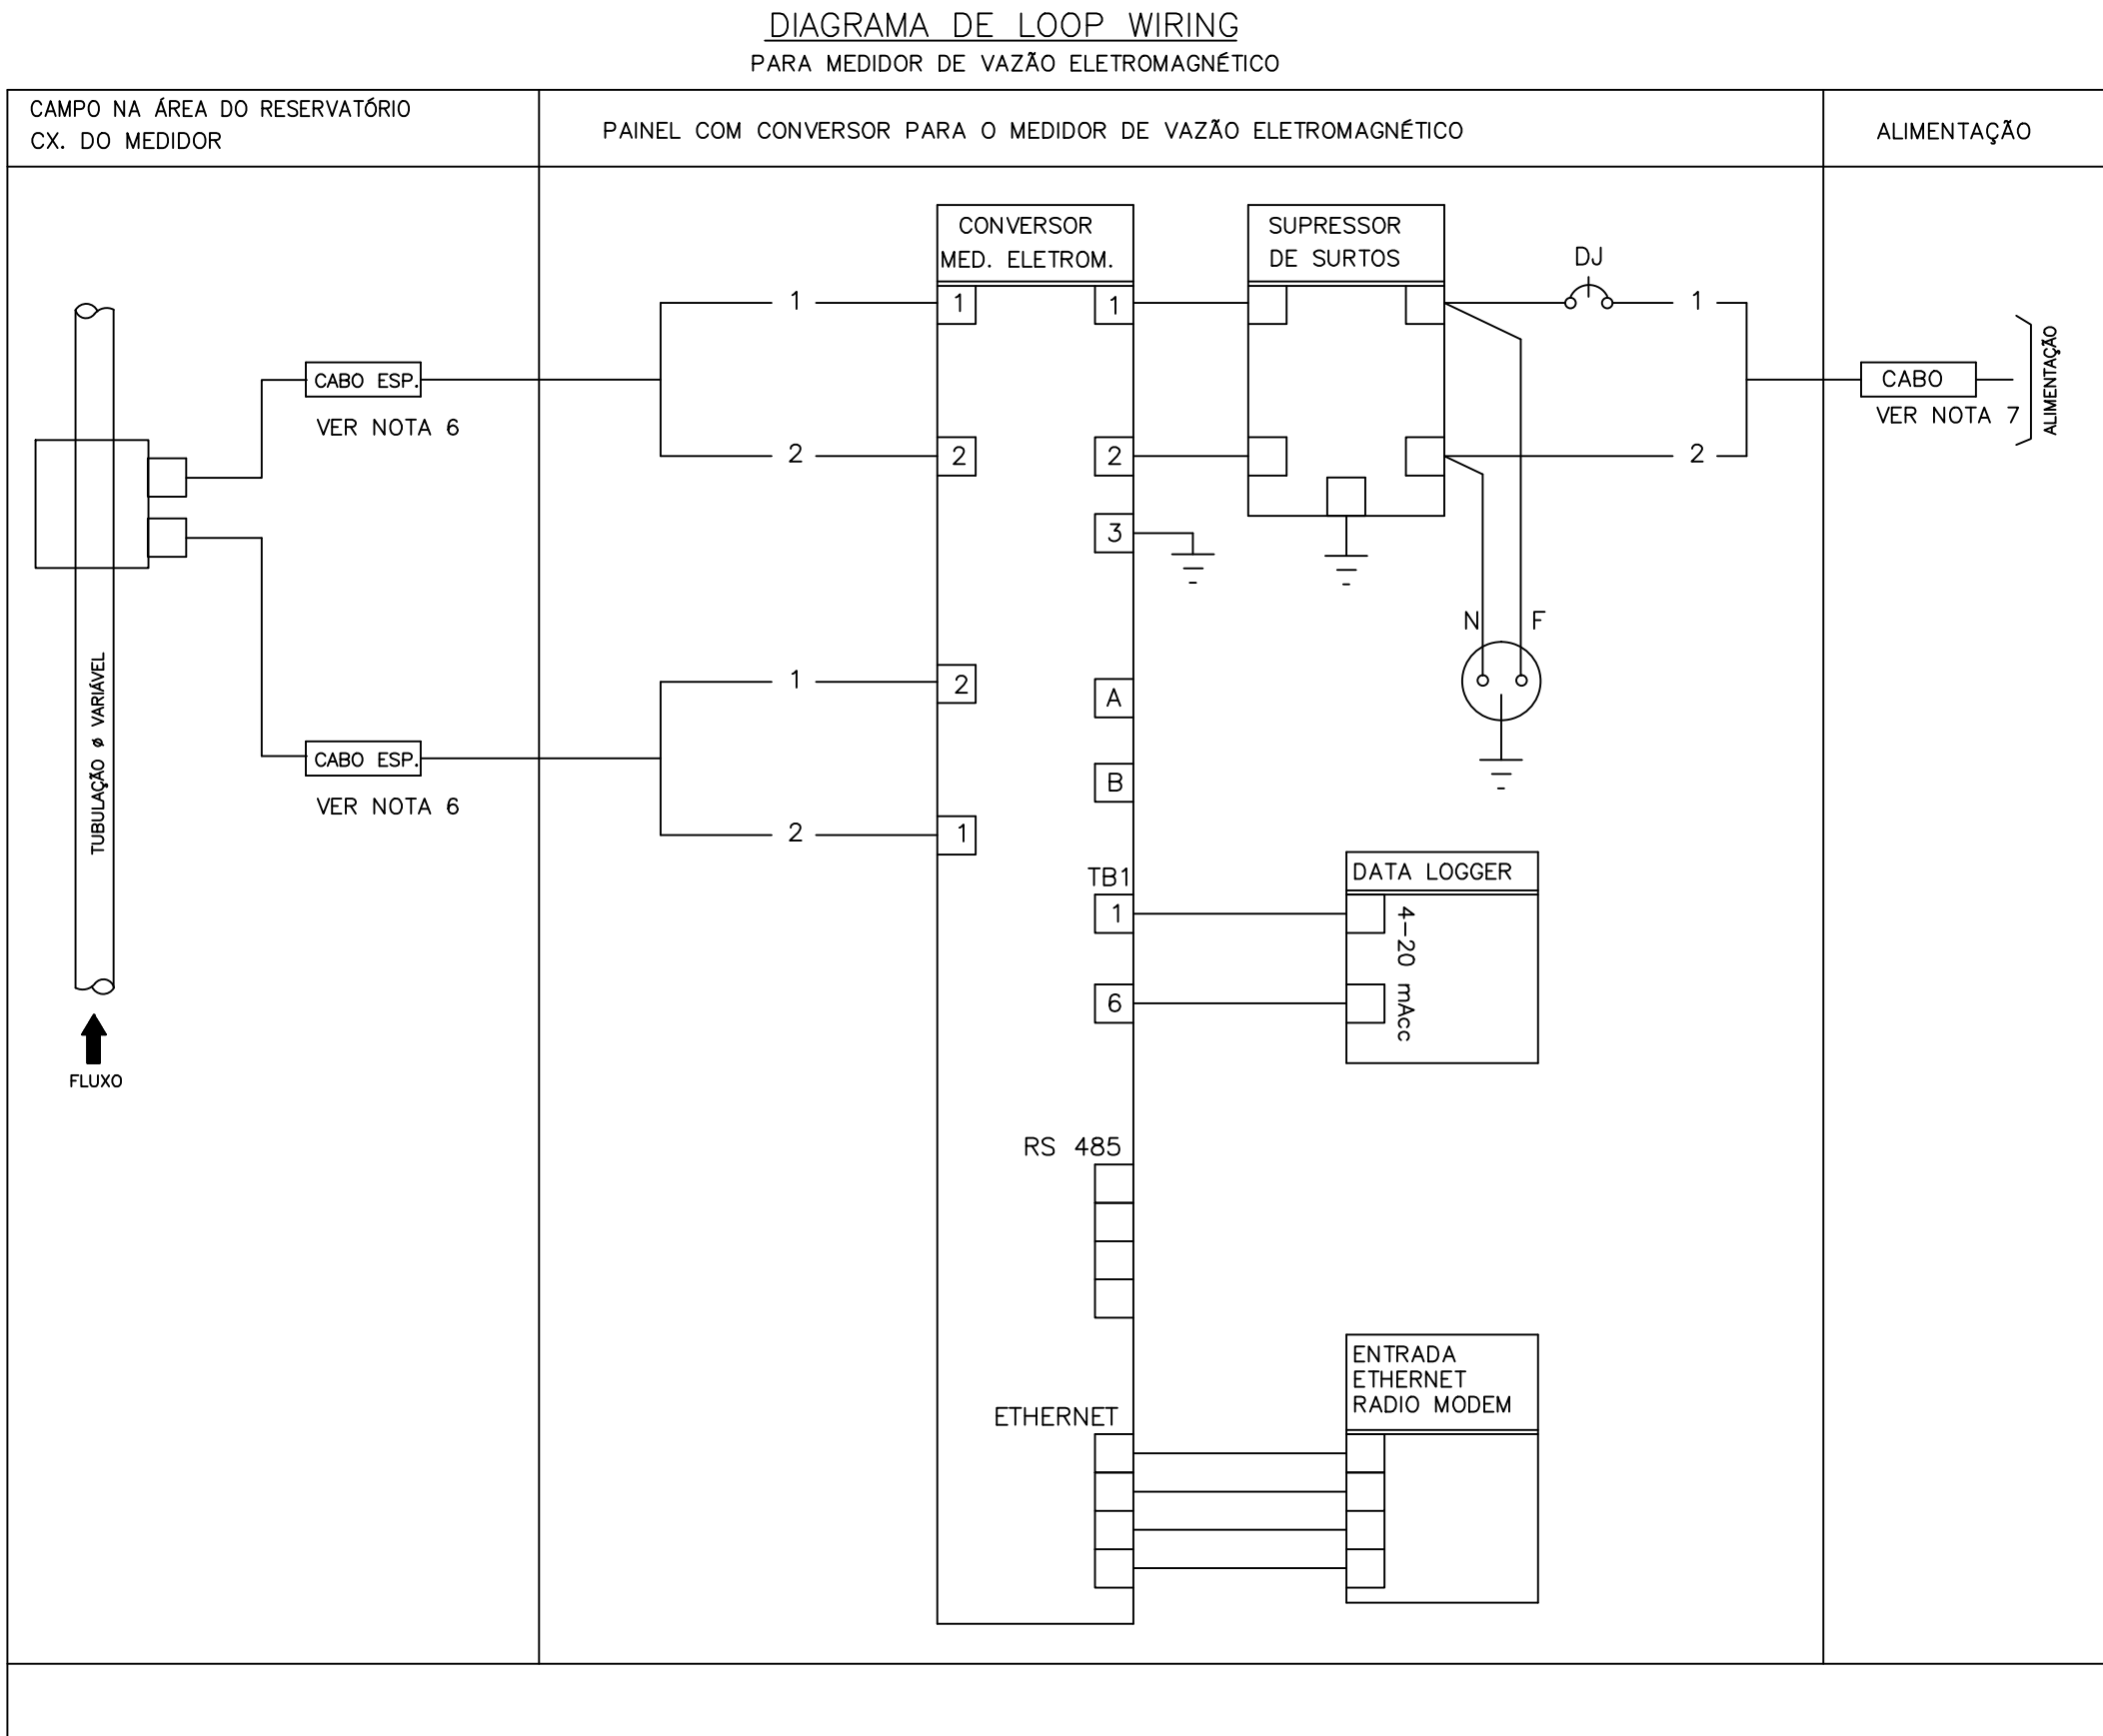 DIAGRAMA DE LOOP WIRING
PARA MEDIDOR DE VAZÃO ELETROMAGNÉTICO
CAMPO NA ÁREA DO RESERVATÓRIO
CX. DO MEDIDOR
PAINEL COM CONVERSOR PARA O MEDIDOR DE VAZÃO ELETROMAGNÉTICO
ALIMENTAÇÃO
CONVERSOR
MED. ELETROM.
SUPRESSOR
DE SURTOS
DJ
1
1
1
1
CABO ESP.
VER NOTA 6
CABO
VER NOTA 7
ALIMENTAÇÃO
2
2
2
2
3
N
F
TUBULAÇÃO ø VARIÁVEL
1
2
A
CABO ESP.
VER NOTA 6
B
2
1
TB1
1
6
DATA LOGGER
4-20 mAcc
FLUXO
RS 485
ETHERNET
ENTRADA
ETHERNET
RADIO MODEM